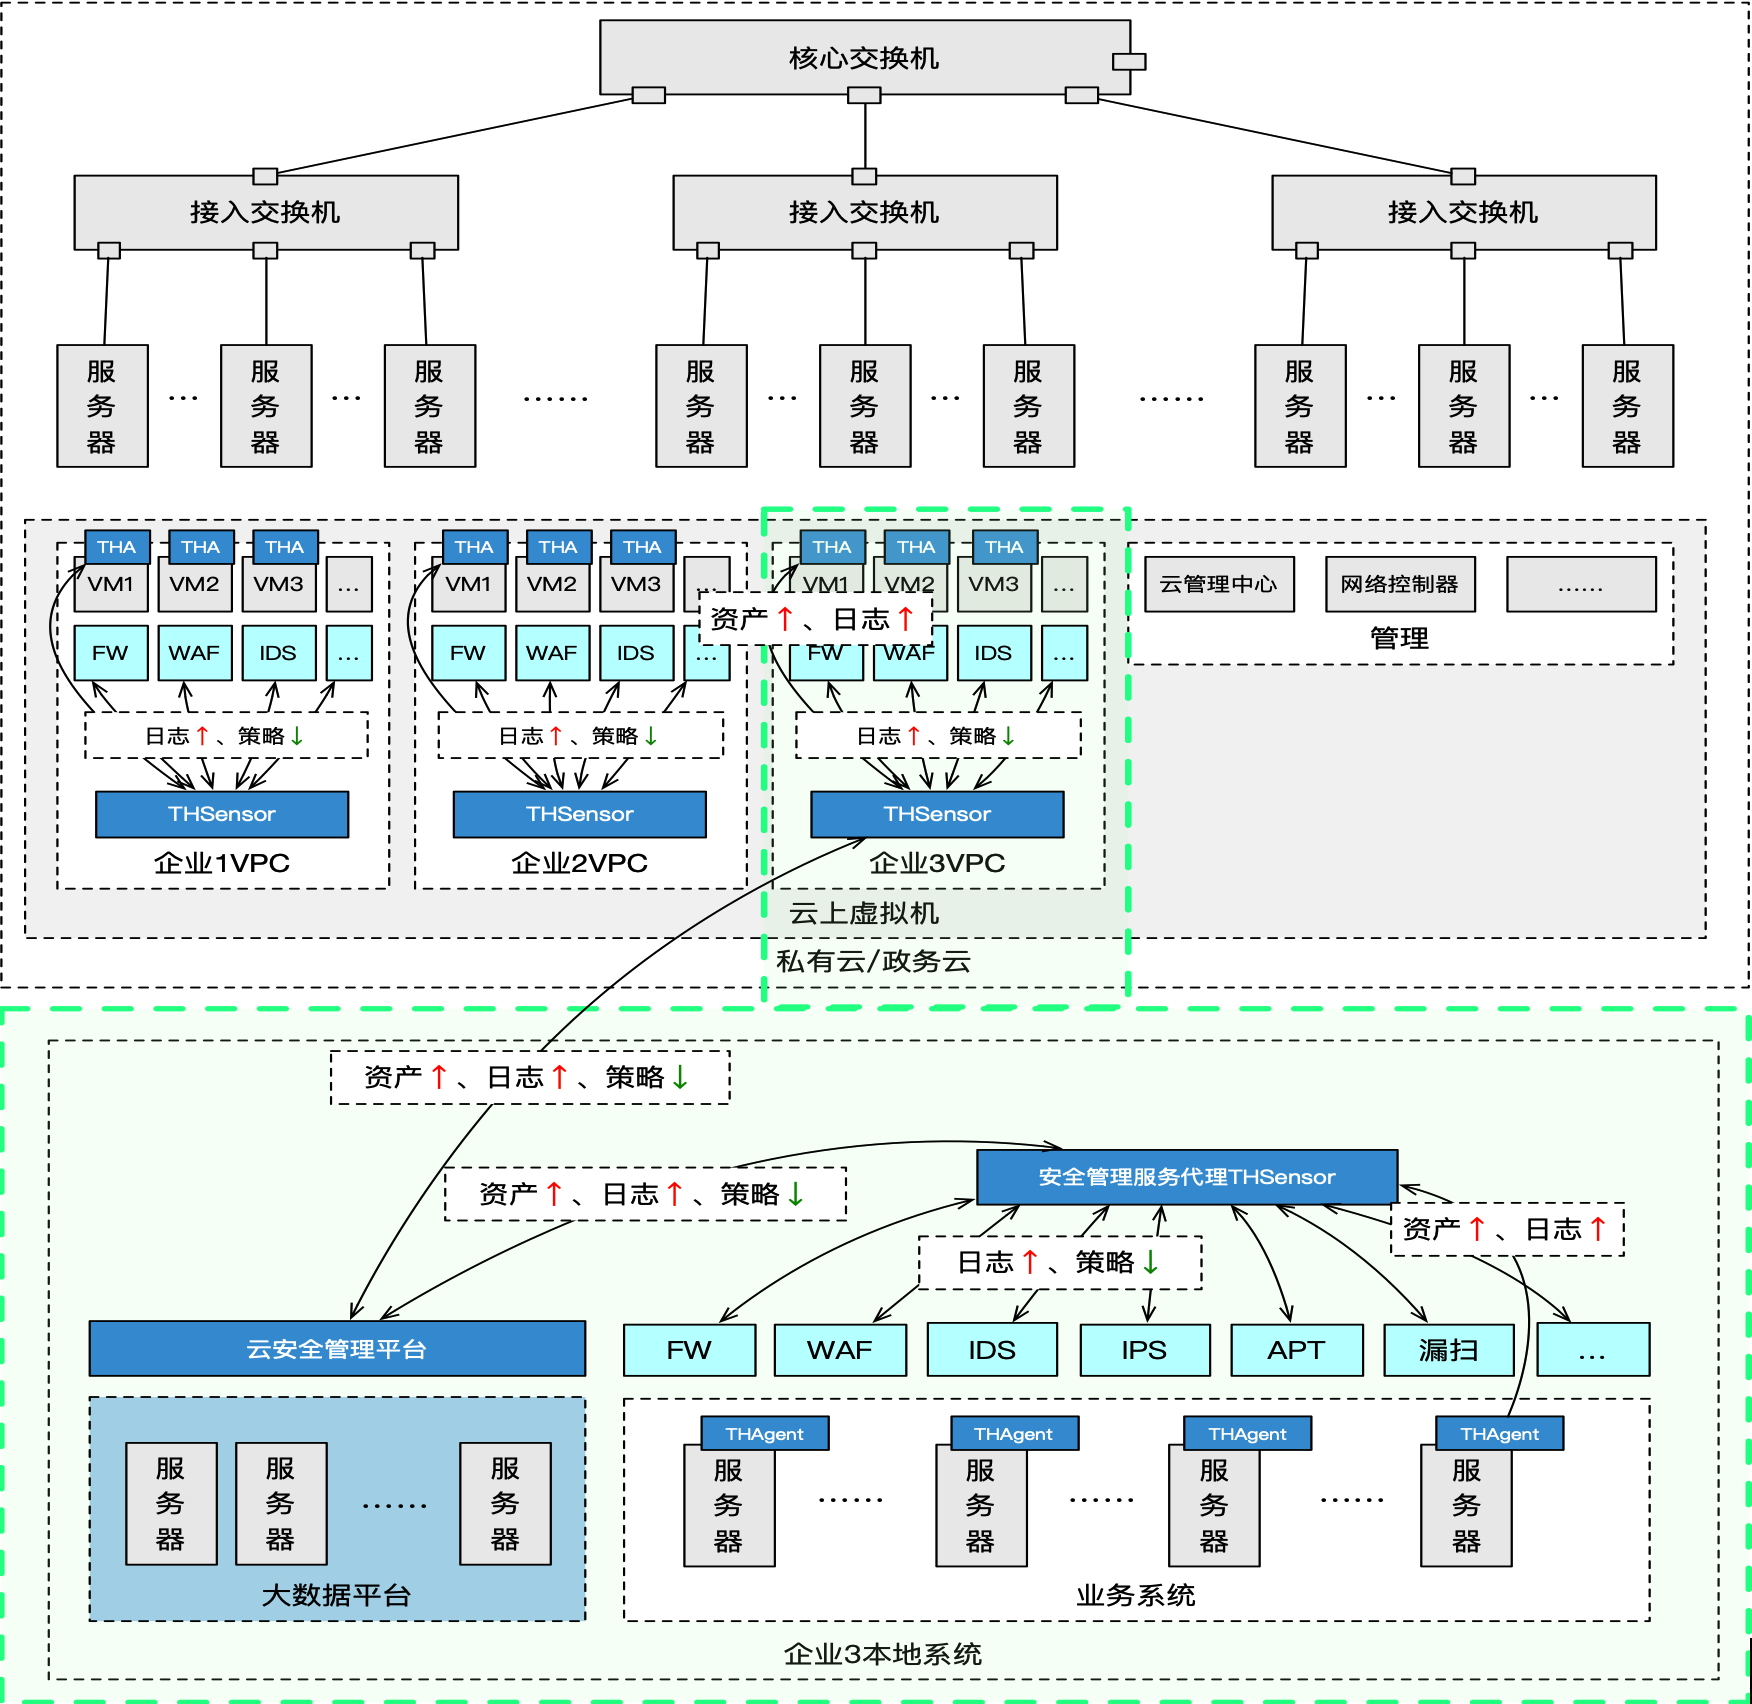 核心交换机
接入交换机
接入交换机
接入交换机
服务器
...
服务器
...
服务器
......
服务器
...
服务器
...
服务器
......
服务器
...
服务器
...
服务器
THA
THA
THA
VM1
VM2
VM3
...
FW
WAF
IDS
...
日志↑、策略↓
THSensor
企业1VPC
THA
THA
THA
VM1
VM2
VM3
...
FW
WAF
IDS
...
日志↑、策略↓
THSensor
企业2VPC
THA
THA
THA
VM1
VM2
VM3
...
资产↑、日志↑
FW
WAF
IDS
...
日志↑、策略↓
THSensor
企业3VPC
云管理中心
网络控制器
......
管理
云上虚拟机
私有云/政务云
资产↑、日志↑、策略↓
资产↑、日志↑、策略↓
安全管理服务代理THSensor
资产↑、日志↑
日志↑、策略↓
云安全管理平台
FW
WAF
IDS
IPS
APT
漏扫
...
服务器
服务器
......
服务器
大数据平台
THAgent
服务器
......
THAgent
服务器
......
THAgent
服务器
......
THAgent
服务器
业务系统
企业3本地系统